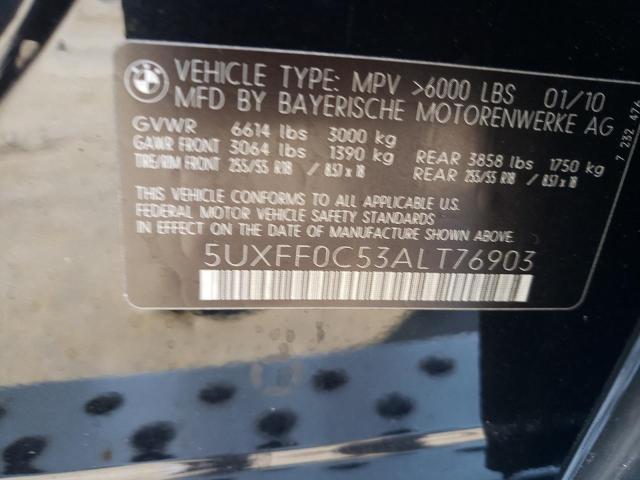 VEHICLE TYPE: MPV >6000 LBS 01/10
MFD BY BAYERISCHE MOTORENWERKE AG
GVWR 6614 lbs 3000 kg
GAWR FRONT 3064 lbs 1390 kg REAR 3858 lbs 1750 kg
TIRE/RIM FRONT 255/55 R18 / 8.5J x 18 REAR 255/55 R18 / 8.5J x 18
THIS VEHICLE CONFORMS TO ALL APPLICABLE U.S.
FEDERAL MOTOR VEHICLE SAFETY STANDARDS
IN EFFECT ON THE DATE OF MANUFACTURE
SHOWN ABOVE.
5UXFF0C53ALT76903
7 232 47